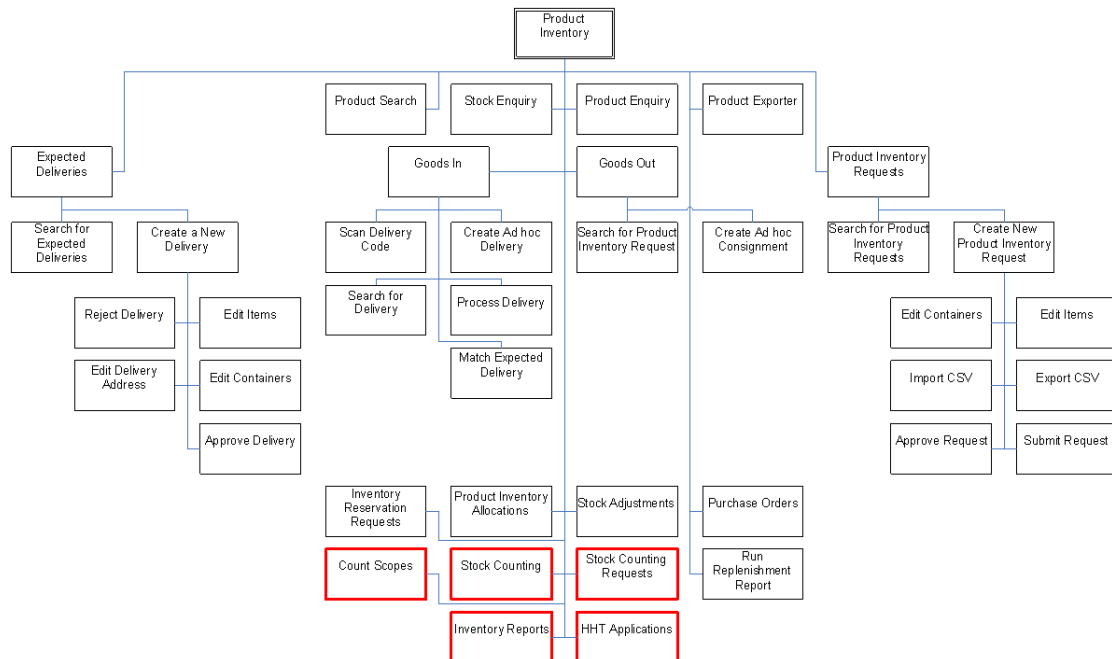 Product
Inventory
Product Search
Stock Enquiry
Product Enquiry
Product Exporter
Expected
Deliveries
Goods In
Goods Out
Product Inventory
Requests
Search for
Expected
Deliveries
Create a New
Delivery
Scan Delivery
Code
Create Ad hoc
Delivery
Search for Product
Inventory Request
Create Ad hoc
Consignment
Search for Product
Inventory
Requests
Create New
Product Inventory
Request
Search for
Delivery
Process Delivery
Reject Delivery
Edit Items
Edit Containers
Edit Items
Match Expected
Delivery
Edit Delivery
Address
Edit Containers
Import CSV
Export CSV
Approve Delivery
Approve Request
Submit Request
Inventory
Reservation
Requests
Product Inventory
Allocations
Stock Adjustments
Purchase Orders
Count Scopes
Stock Counting
Stock Counting
Requests
Run
Replenishment
Report
Inventory Reports
HHT Applications